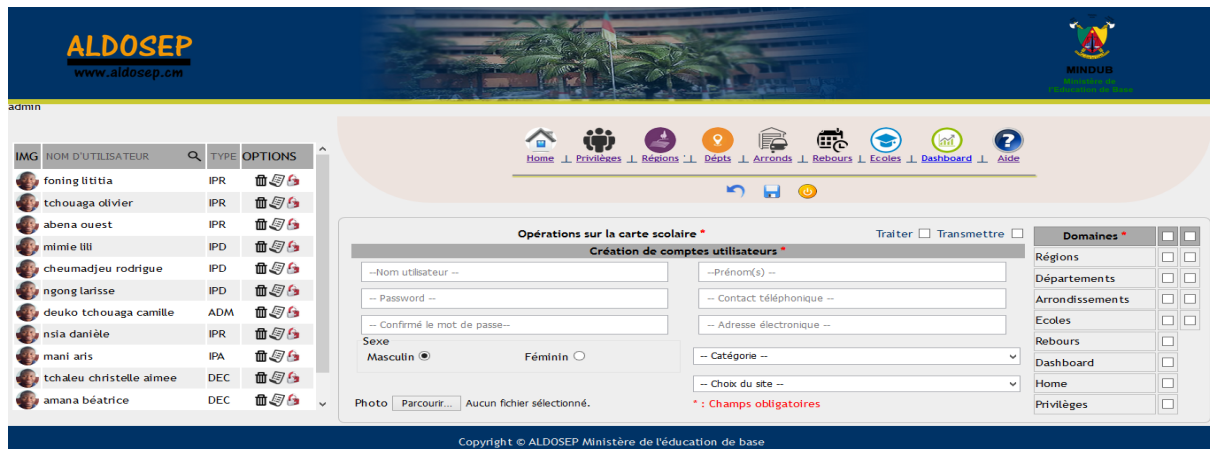 ALDOSEP
www.aldosep.cm
MINDUB
Ministère de
l'Education de Base
admin
Home Privilèges Régions Dépts Arronds Rebours Ecoles Dashboard Aide
IMG NOM D'UTILISATEUR TYPE OPTIONS
foning lititia IPR
tchouaga olivier IPR
abena ouest IPR
mimie lili IPD
cheumadjeu rodrigue IPD
ngong larisse IPD
deuko tchouaga camille ADM
nsia danièle IPR
mani aris IPA
tchaleu christelle aimee DEC
amana béatrice DEC
Opérations sur la carte scolaire * Traiter Transmettre
Création de comptes utilisateurs *
--Nom utilisateur -- --Prénom(s) --
-- Password -- -- Contact téléphonique --
-- Confirmé le mot de passe-- -- Adresse électronique --
Sexe
Masculin Féminin -- Catégorie --
-- Choix du site --
Photo Parcourir... Aucun fichier sélectionné. * : Champs obligatoires
Domaines *
Régions
Départements
Arrondissements
Ecoles
Rebours
Dashboard
Home
Privilèges
Copyright © ALDOSEP Ministère de l'éducation de base